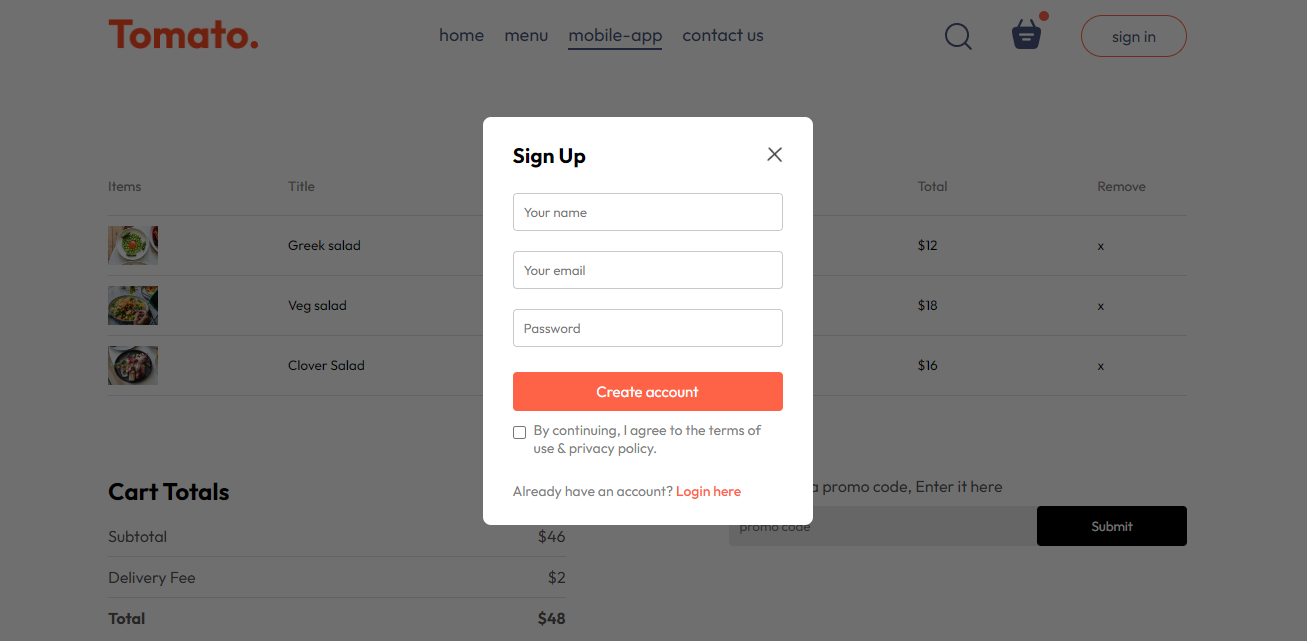 Tomato.
home menu mobile-app contact us
sign in
Sign Up
Your name
Your email
Password
Create account
By continuing, I agree to the terms of
use & privacy policy.
Already have an account? Login here
Items Title Total Remove
Greek salad $12 x
Veg salad $18 x
Clover Salad $16 x
Cart Totals
Subtotal $46
Delivery Fee $2
Total $48
a promo code, Enter it here
promo code
Submit